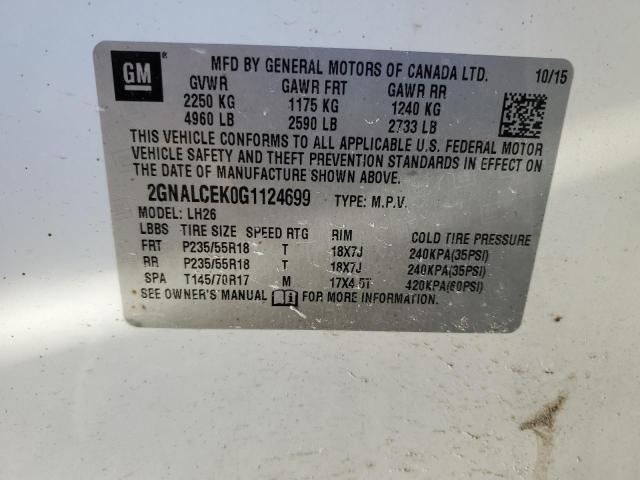 GM
MFD BY GENERAL MOTORS OF CANADA LTD. 10/15
GVWR GAWR FRT GAWR RR
2250 KG 1175 KG 1240 KG
4960 LB 2590 LB 2733 LB
THIS VEHICLE CONFORMS TO ALL APPLICABLE U.S. FEDERAL MOTOR
VEHICLE SAFETY AND THEFT PREVENTION STANDARDS IN EFFECT ON
THE DATE OF MANUFACTURE SHOWN ABOVE.
2GNALCEK0G1124699 TYPE: M.P.V.
MODEL: LH26
LBBS TIRE SIZE SPEED RTG RIM COLD TIRE PRESSURE
FRT P235/55R18 T 18X7J 240KPA(35PSI)
RR P235/55R18 T 18X7J 240KPA(35PSI)
SPA T145/70R17 M 17X4.5T 420KPA(60PSI)
SEE OWNER'S MANUAL FOR MORE INFORMATION.